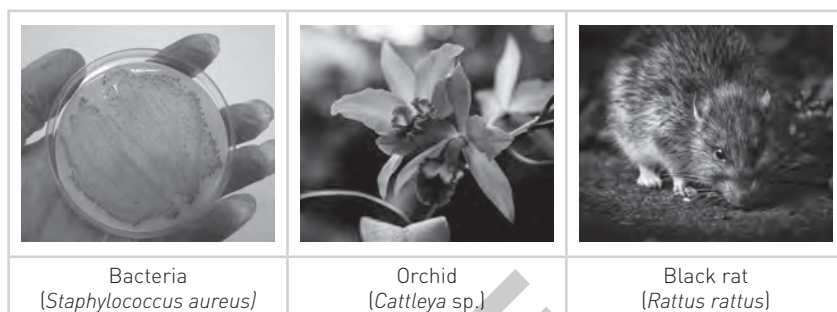 Bacteria
(Staphylococcus aureus)
Orchid
(Cattleya sp.)
Black rat
(Rattus rattus)